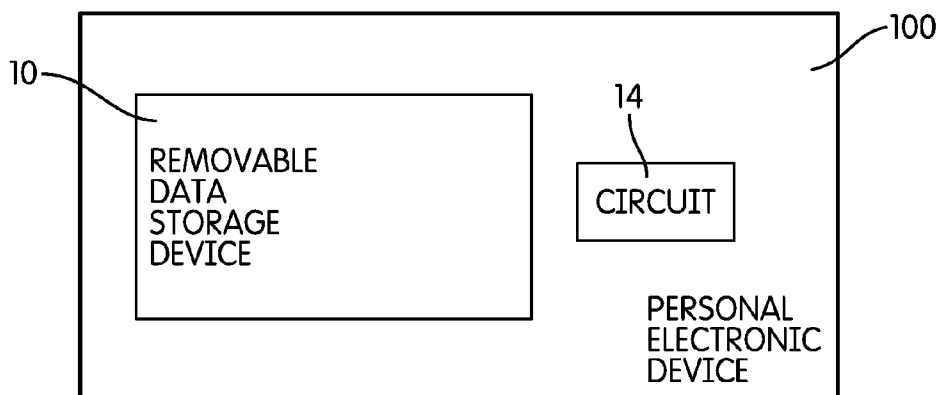 100
10
14
REMOVABLE
DATA
STORAGE
DEVICE
CIRCUIT
PERSONAL
ELECTRONIC
DEVICE